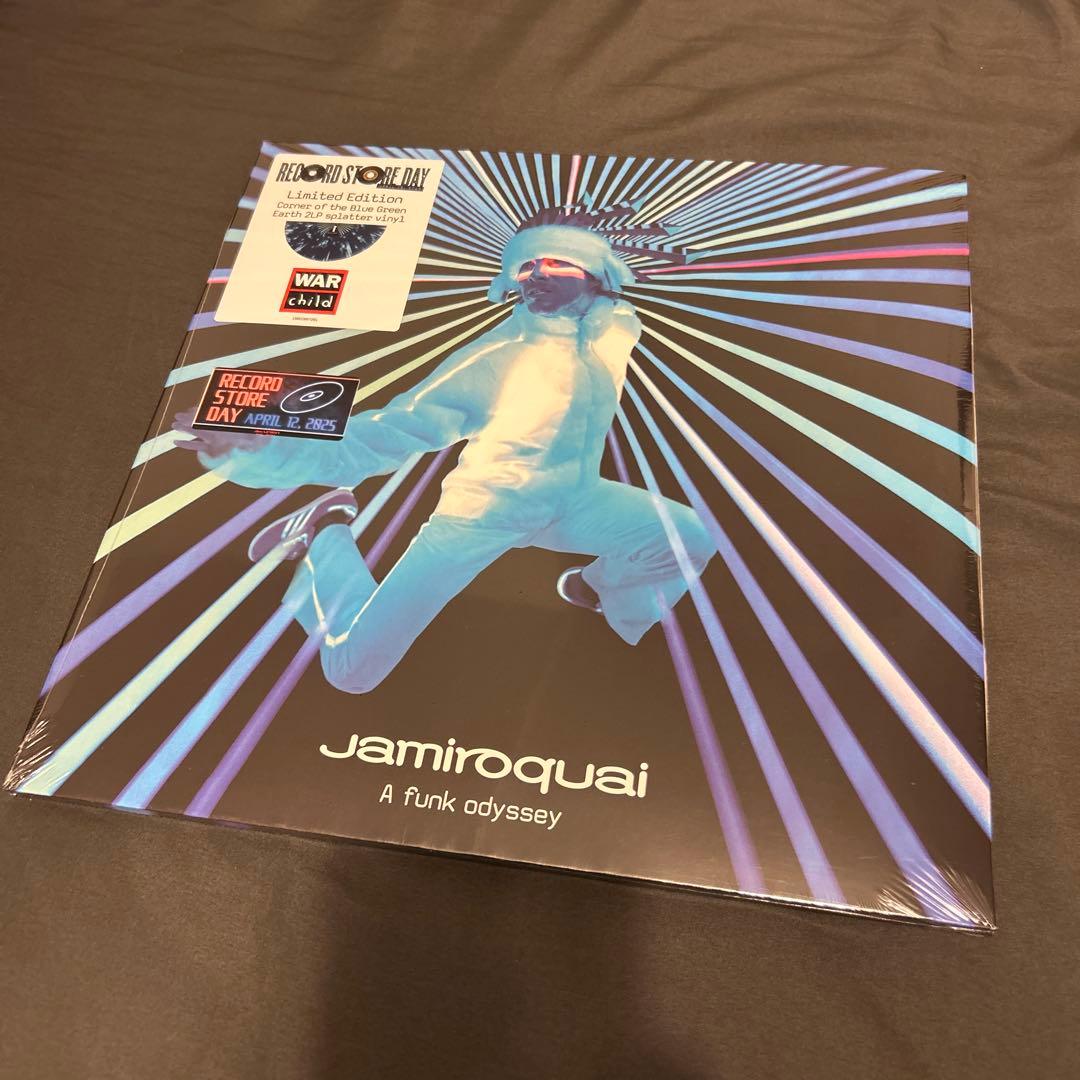 RECORD STORE DAY
Limited Edition
Corner of the Blue Green
Earth 2LP splatter vinyl
WAR
child
RECORD
STORE
DAY APRIL 12, 2025
Jamiroquai
A funk odyssey